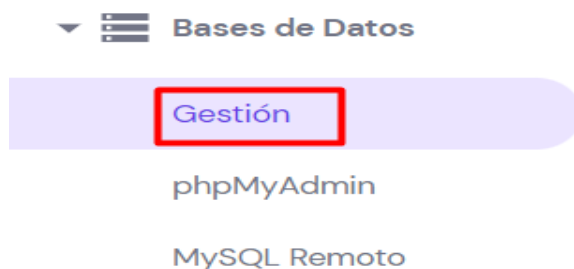 Bases de Datos
Gestión
phpMyAdmin
MySQL Remoto